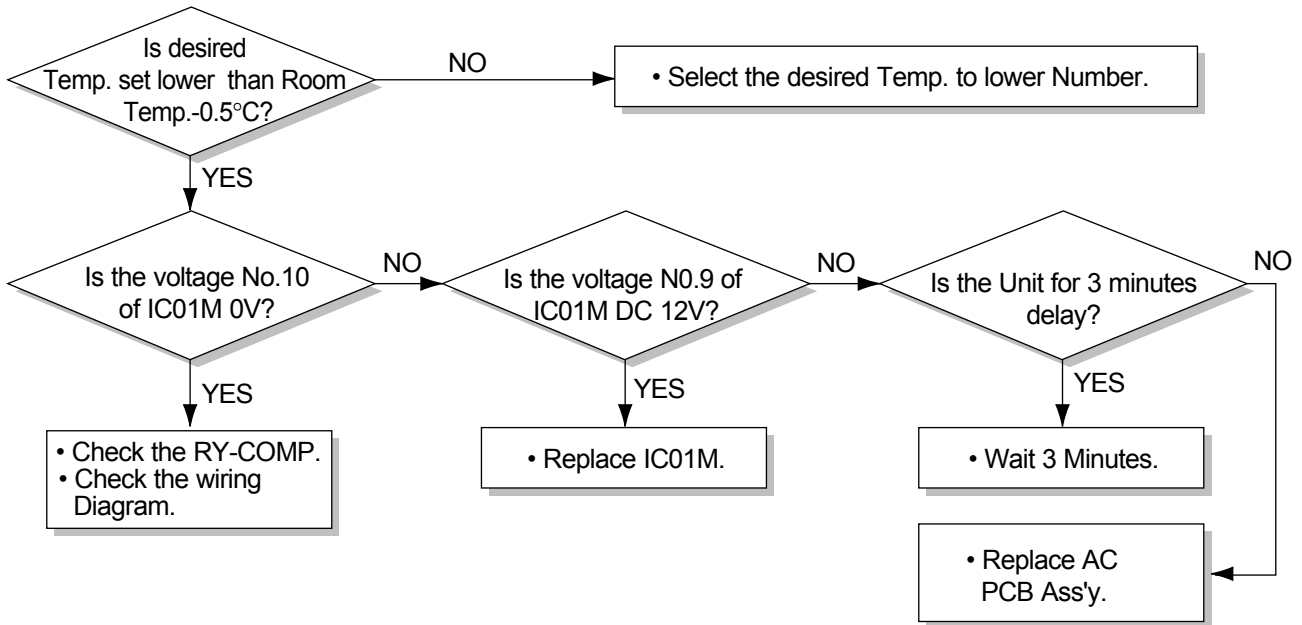 Is desired
Temp. set lower than Room
Temp.-0.5°C?
NO
• Select the desired Temp. to lower Number.
YES
Is the voltage No.10
of IC01M 0V?
NO
Is the voltage N0.9 of
IC01M DC 12V?
NO
Is the Unit for 3 minutes
delay?
NO
YES
YES
YES
• Check the RY-COMP.
• Check the wiring
Diagram.
• Replace IC01M.
• Wait 3 Minutes.
• Replace AC
PCB Ass'y.